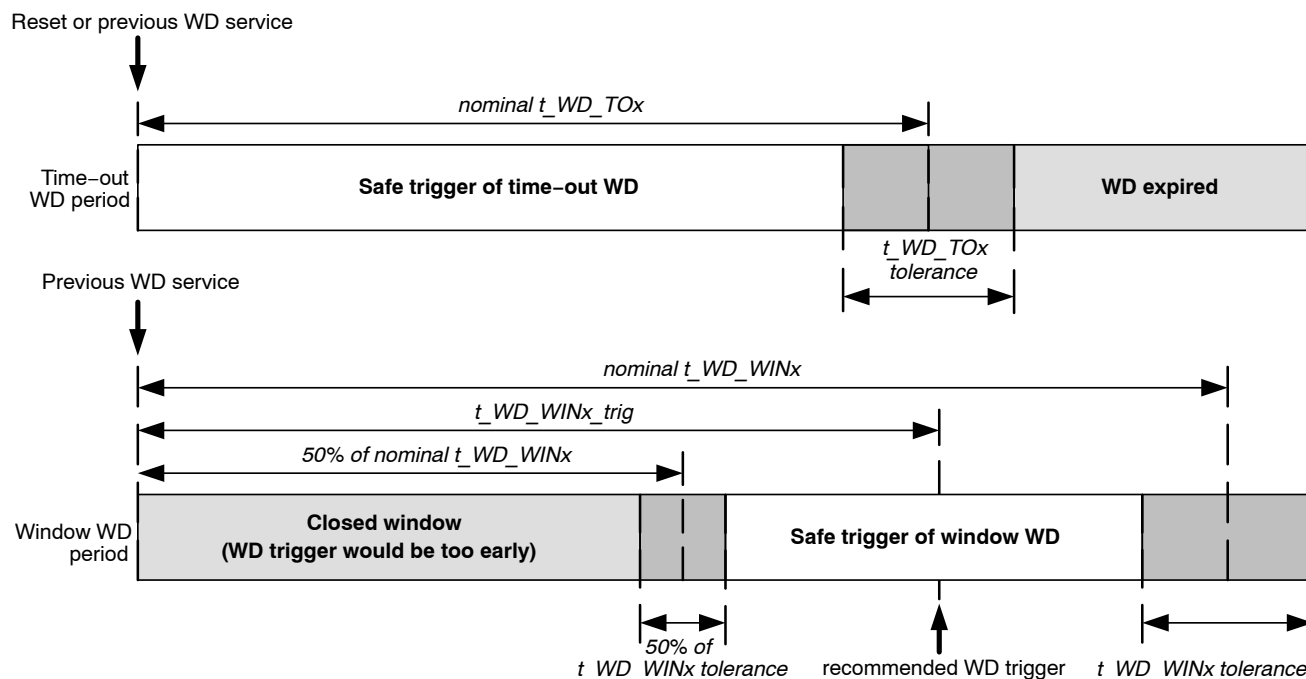 Reset or previous WD service
nominal t_WD_TOx
Time−out
WD period
Safe trigger of time−out WD
WD expired
t_WD_TOx
tolerance
Previous WD service
nominal t_WD_WINx
t_WD_WINx_trig
50% of nominal t_WD_WINx
Window WD
period
Closed window
(WD trigger would be too early)
Safe trigger of window WD
50% of
t_WD_WINx tolerance
recommended WD trigger
t_WD_WINx tolerance